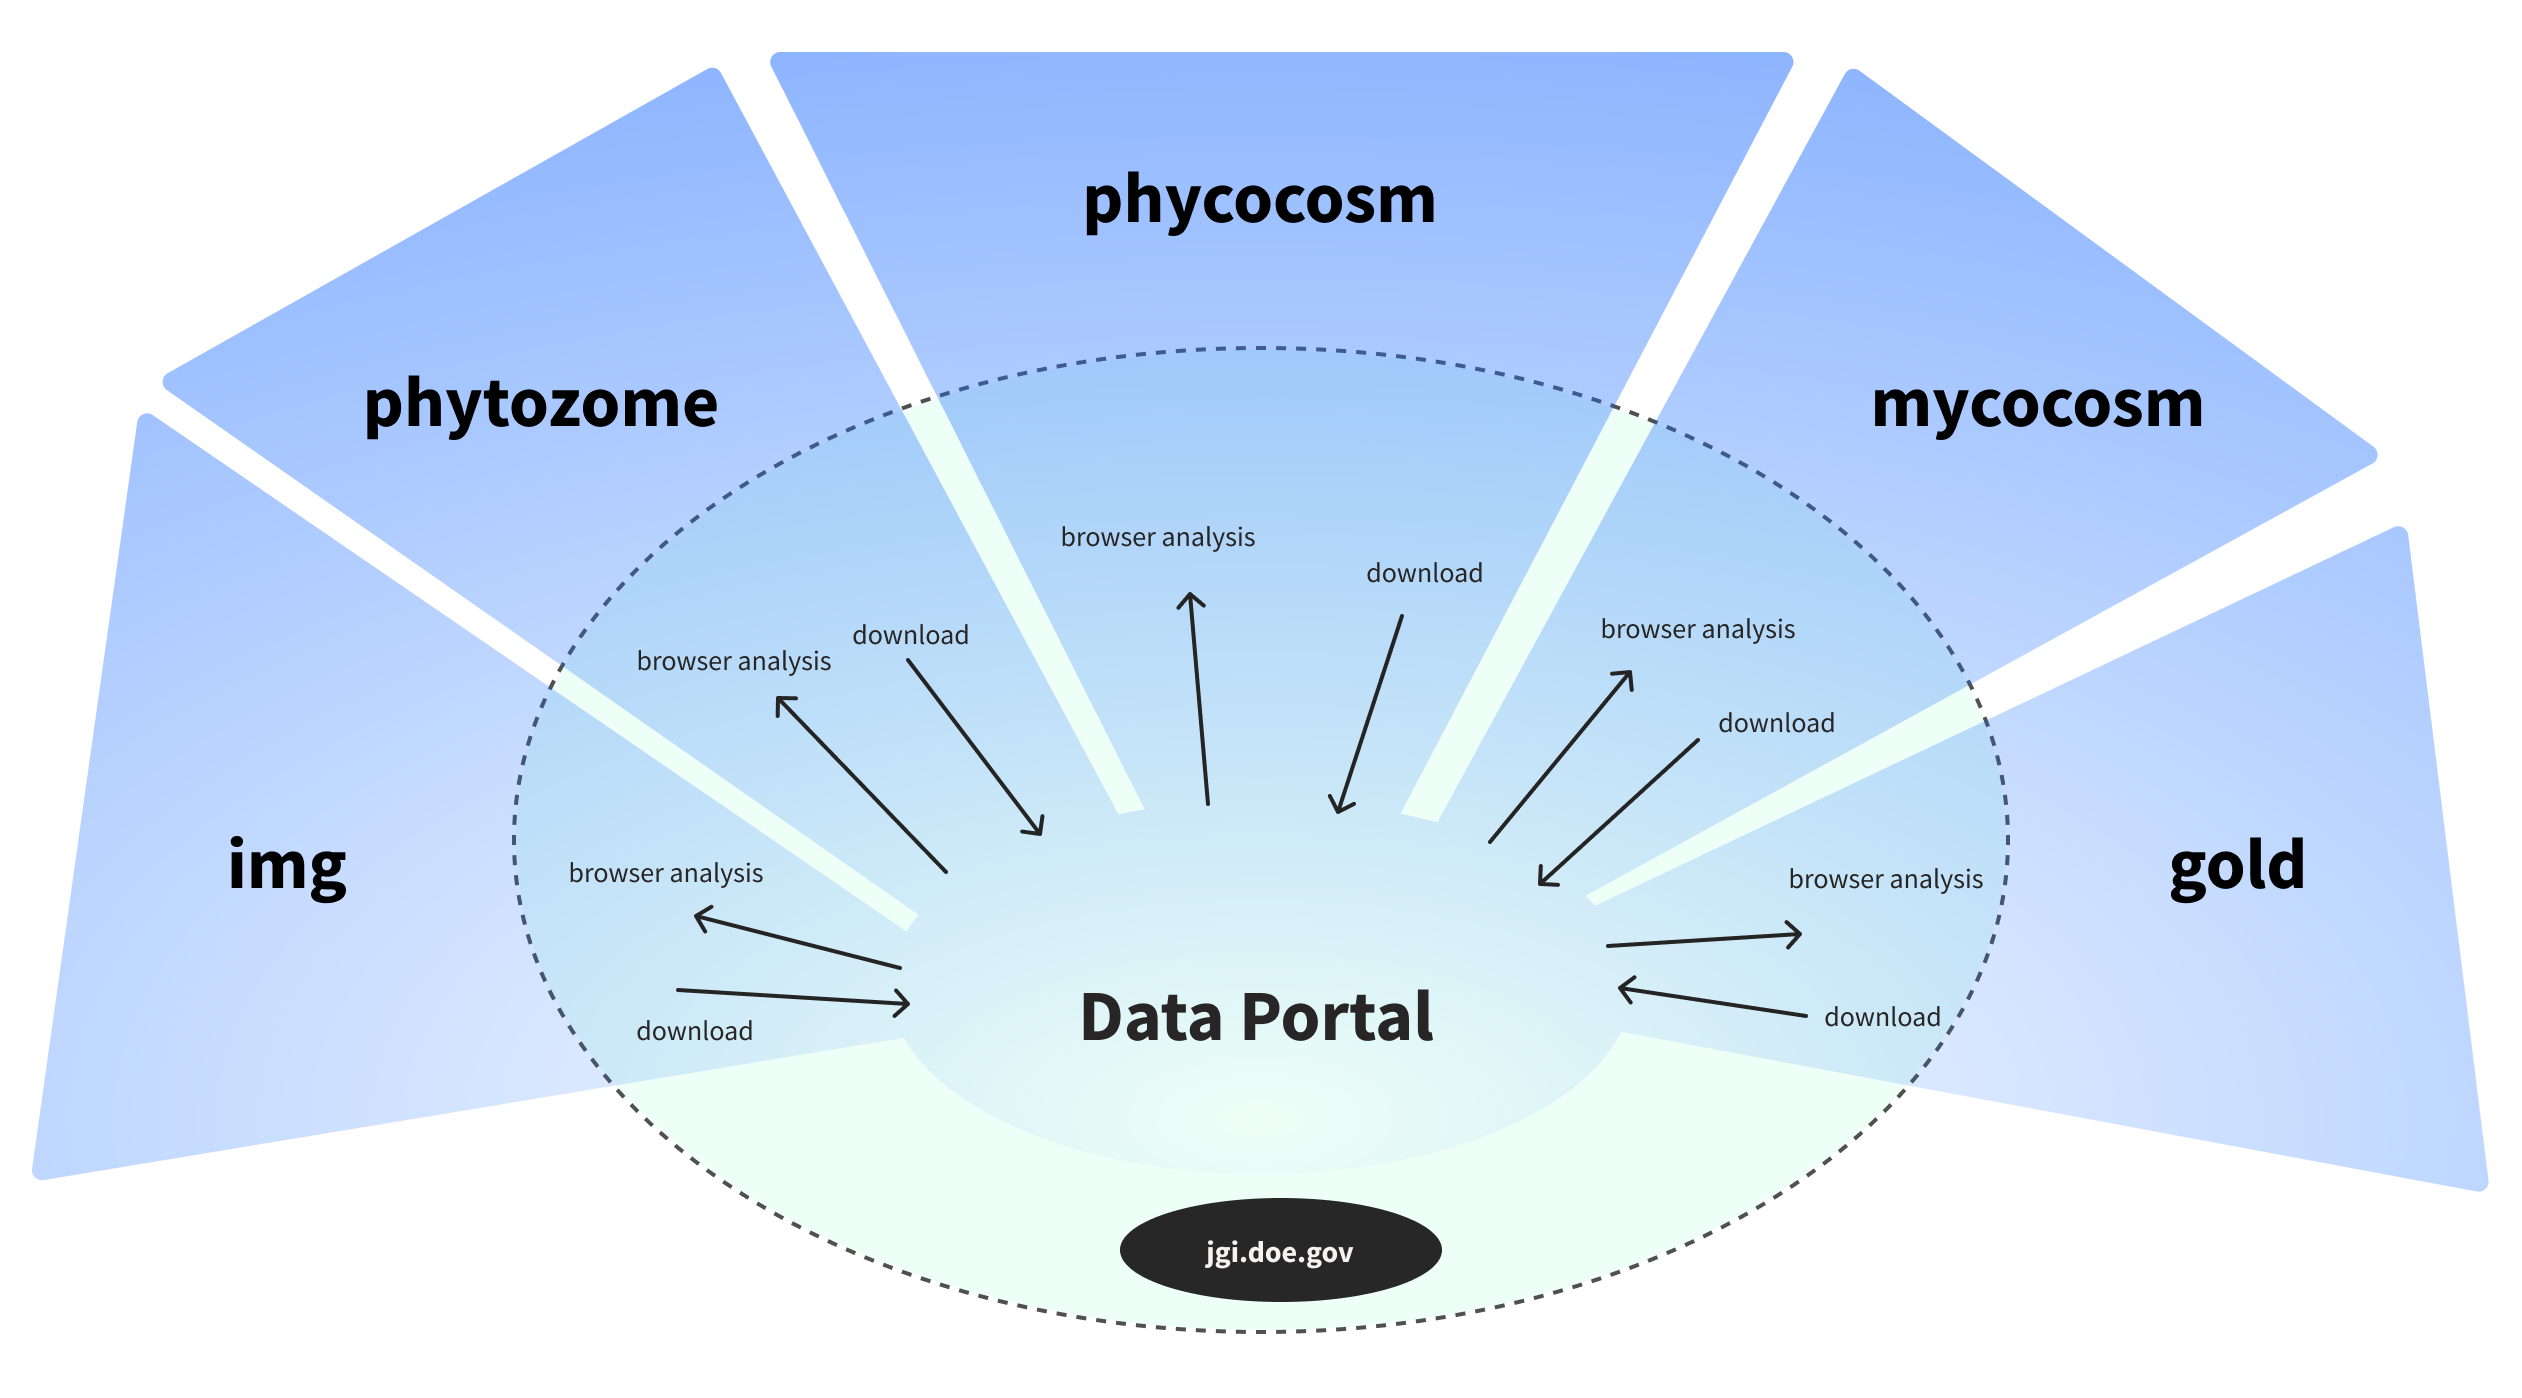 phycocosm
phytozome
mycocosm
browser analysis
download
browser analysis
download
browser analysis
download
img
browser analysis
download
gold
browser analysis
download
Data Portal
jgi.doe.gov